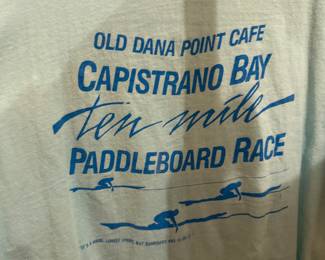 OLD DANA POINT CAFE
CAPISTRANO BAY
ten mile
PADDLEBOARD RACE